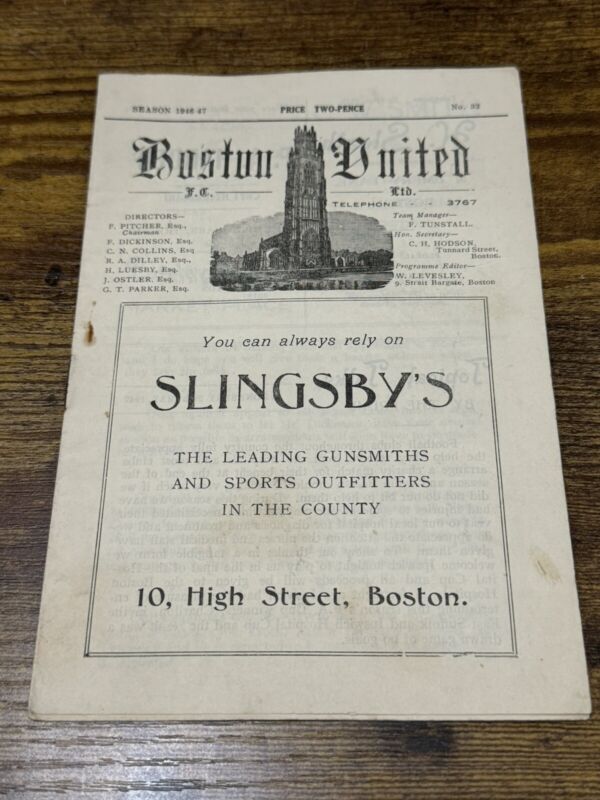 SEASON 1946-47 PRICE TWO-PENCE No. 32
Boston United
F.C. Ltd.
TELEPHONE - - 3767
DIRECTORS—
P. PITCHER, Esq.,
Chairman
F. DICKINSON, Esq.
C. N. COLLINS, Esq.
R. A. DILLEY, Esq.,
H. LUESBY, Esq.
J. OSTLER, Esq.
G. T. PARKER, Esq.
Team Manager—
F. TUNSTALL.
Hon. Secretary—
C. H. HODSON,
Tunnard Street,
Boston.
Programme Editor—
W. LEVESLEY,
9, Strait Bargate, Boston
You can always rely on
SLINGSBY'S
THE LEADING GUNSMITHS
AND SPORTS OUTFITTERS
IN THE COUNTY
10, High Street, Boston.